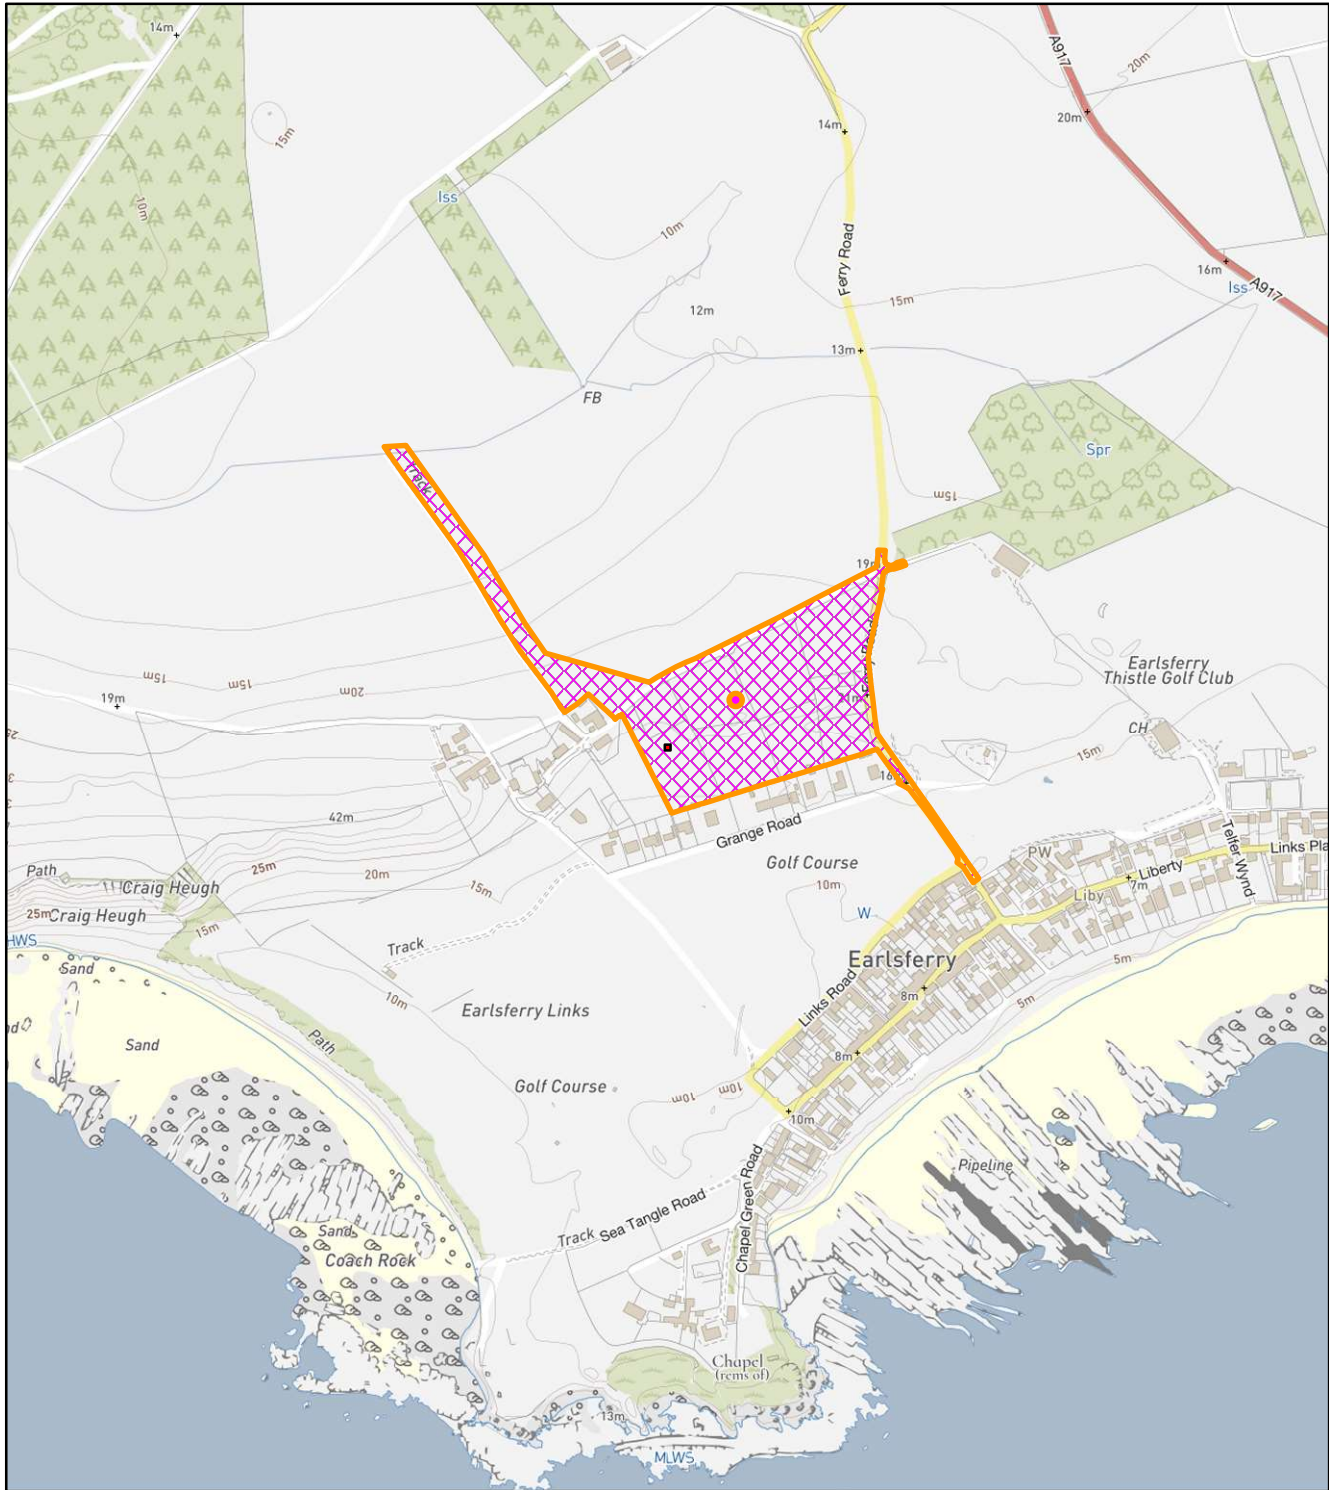 14m
A917
20m
20m
14m
15m
Iss
10m
10m
Ferry Road
16m
Iss
A917
15m
12m
13m
FB
Spr
Track
15m
19m
Earlsferry
Thistle Golf Club
15m
15m
20m
19m
21m
CH
15m
25m
16m
42m
Grange Road
Telfer Wynd
Links Pla
Golf Course
PW
Liberty
7m
Path
25m
20m
15m
10m
Craig Heugh
Craig Heugh
25m
15m
Liby
W
HWS
Track
Earlsferry
5m
Sand
10m
8m
5m
Earlsferry Links
Links Road
Sand
Path
8m
Golf Course
10m
10m
10m
Pipeline
Chapel Green Road
Sea Tangle Road
Track
Sand
Coach Rock
Chapel
(rems of)
13m
MLWS